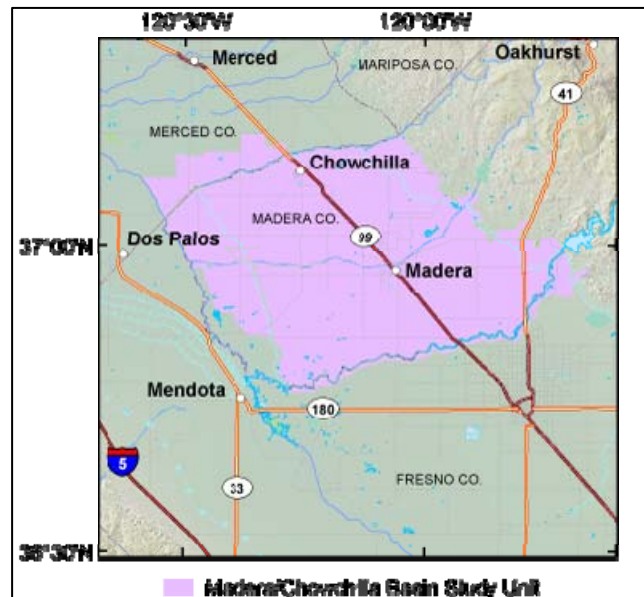 120°30'W 120°00'W
Merced
Oakhurst
MARIPOSA CO.
41
MERCED CO.
Chowchilla
MADERA CO.
99
37°00'N
Dos Palos
Madera
Mendota
180
5
33
FRESNO CO.
36°30'N
Madera/Chowchilla Basin Study Unit